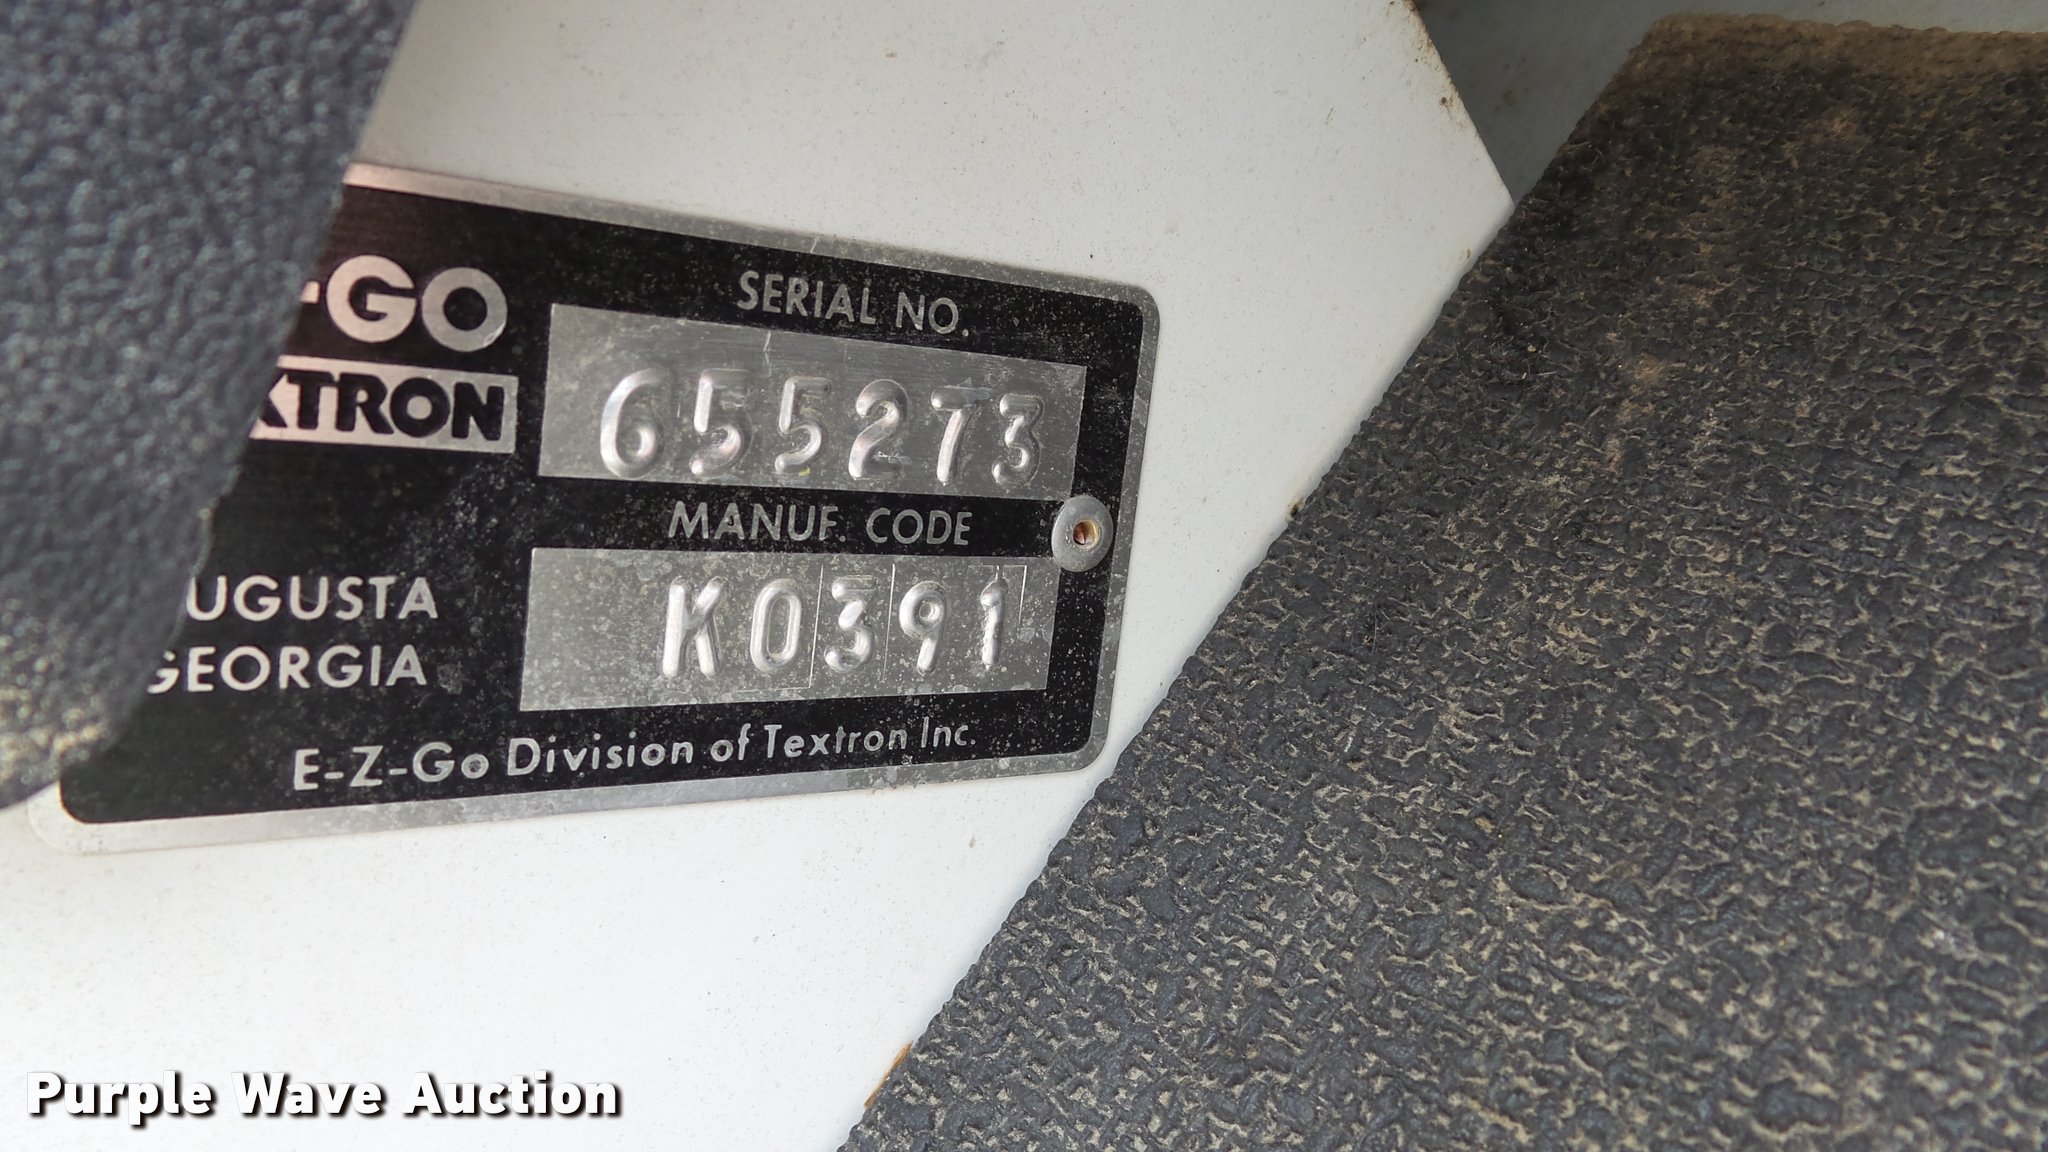 -GO
XTRON
SERIAL NO.
655273
MANUF. CODE
K0391
UGUSTA
GEORGIA
E-Z-Go Division of Textron Inc.
Purple Wave Auction